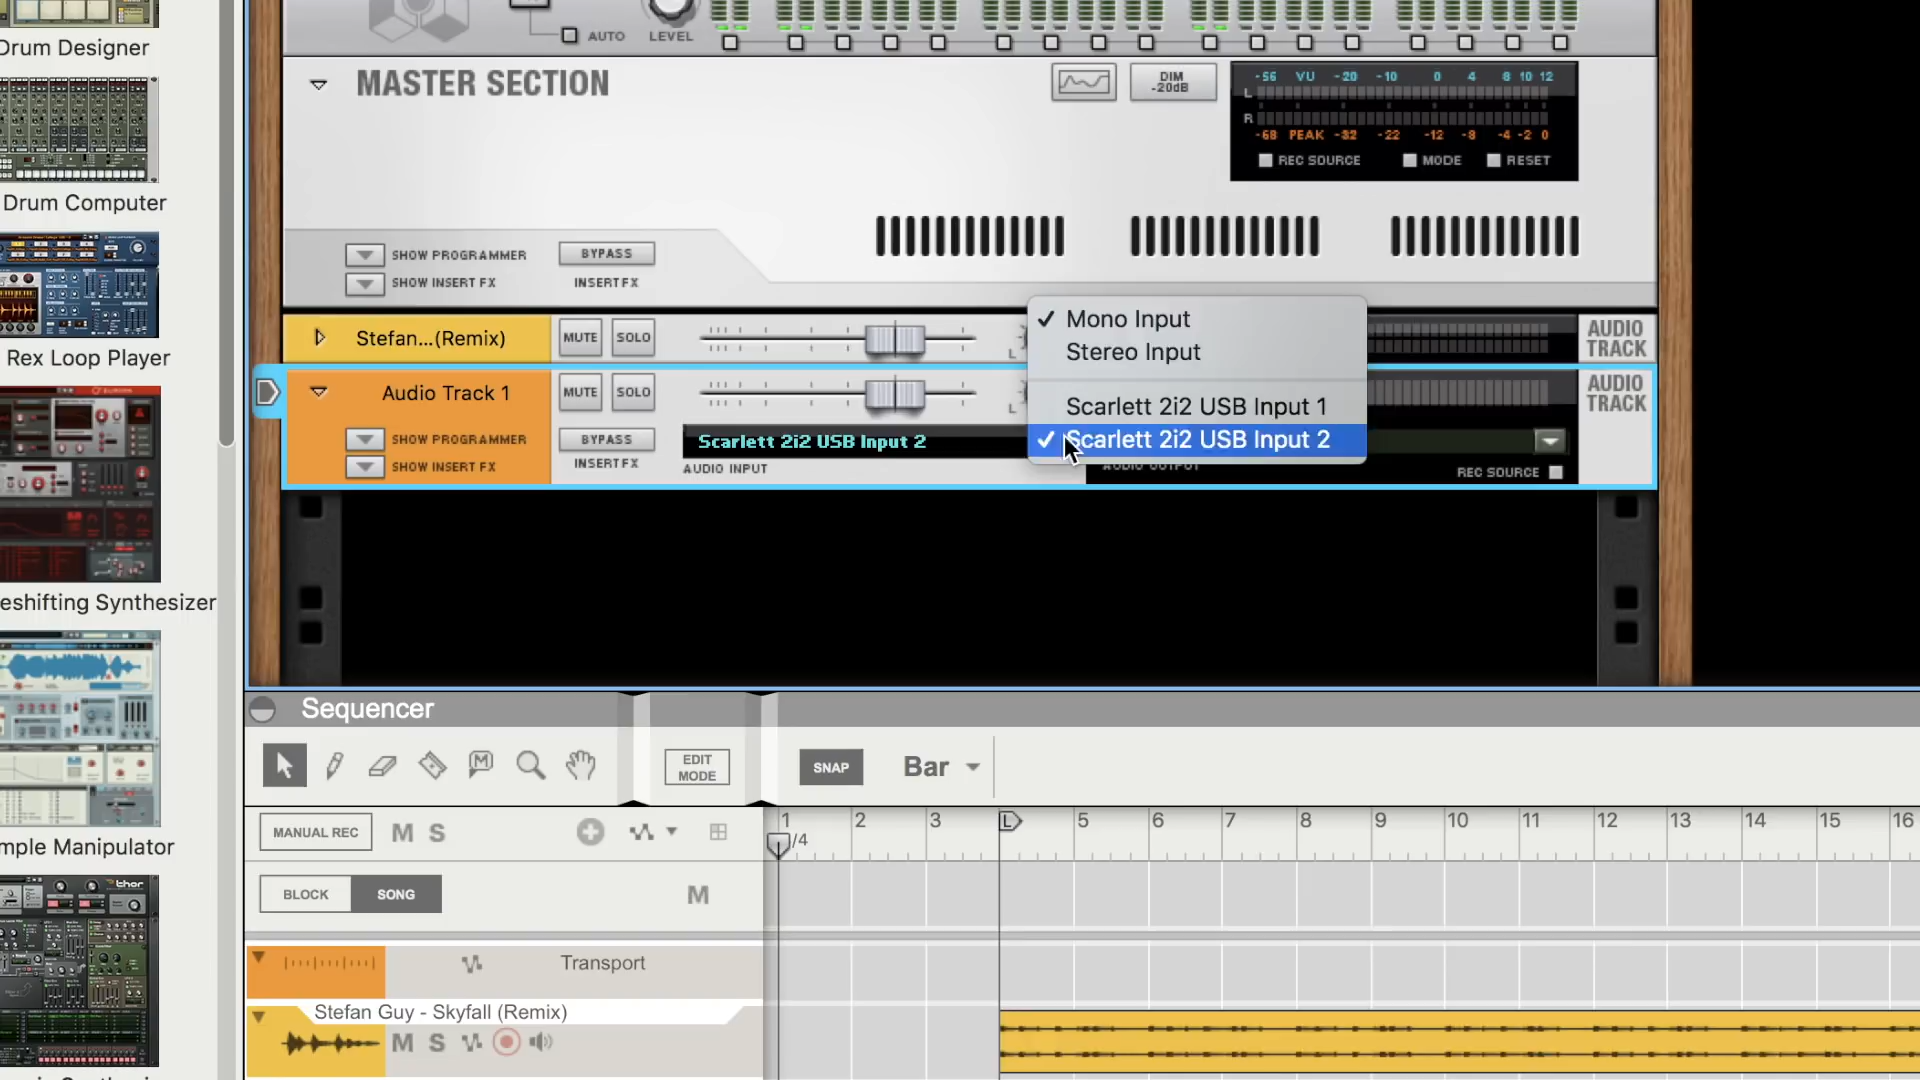 Drum Designer
Drum Computer
Rex Loop Player
eshifting Synthesizer
mple Manipulator
thor
AUTO
LEVEL
MASTER SECTION
DIM
-20dB
-56 VU -20 -10 0 4 8 10 12
L
R
-68 PEAK -32 -22 -12 -8 -4 -2 0
REC SOURCE MODE RESET
SHOW PROGRAMMER
SHOW INSERT FX
BYPASS
INSERT FX
Stefan...(Remix)
MUTE SOLO
L
AUDIO
TRACK
Mono Input
Stereo Input
Scarlett 2i2 USB Input 1
Scarlett 2i2 USB Input 2
Audio Track 1
MUTE SOLO
L
AUDIO
TRACK
SHOW PROGRAMMER
SHOW INSERT FX
BYPASS
INSERT FX
Scarlett 2i2 USB Input 2
AUDIO INPUT
AUDIO OUTPUT
REC SOURCE
Sequencer
M
EDIT
MODE
SNAP
Bar
MANUAL REC M S
1 2 3 L 5 6 7 8 9 10 11 12 13 14 15 16
/4
BLOCK SONG M
Transport
Stefan Guy - Skyfall (Remix)
M S